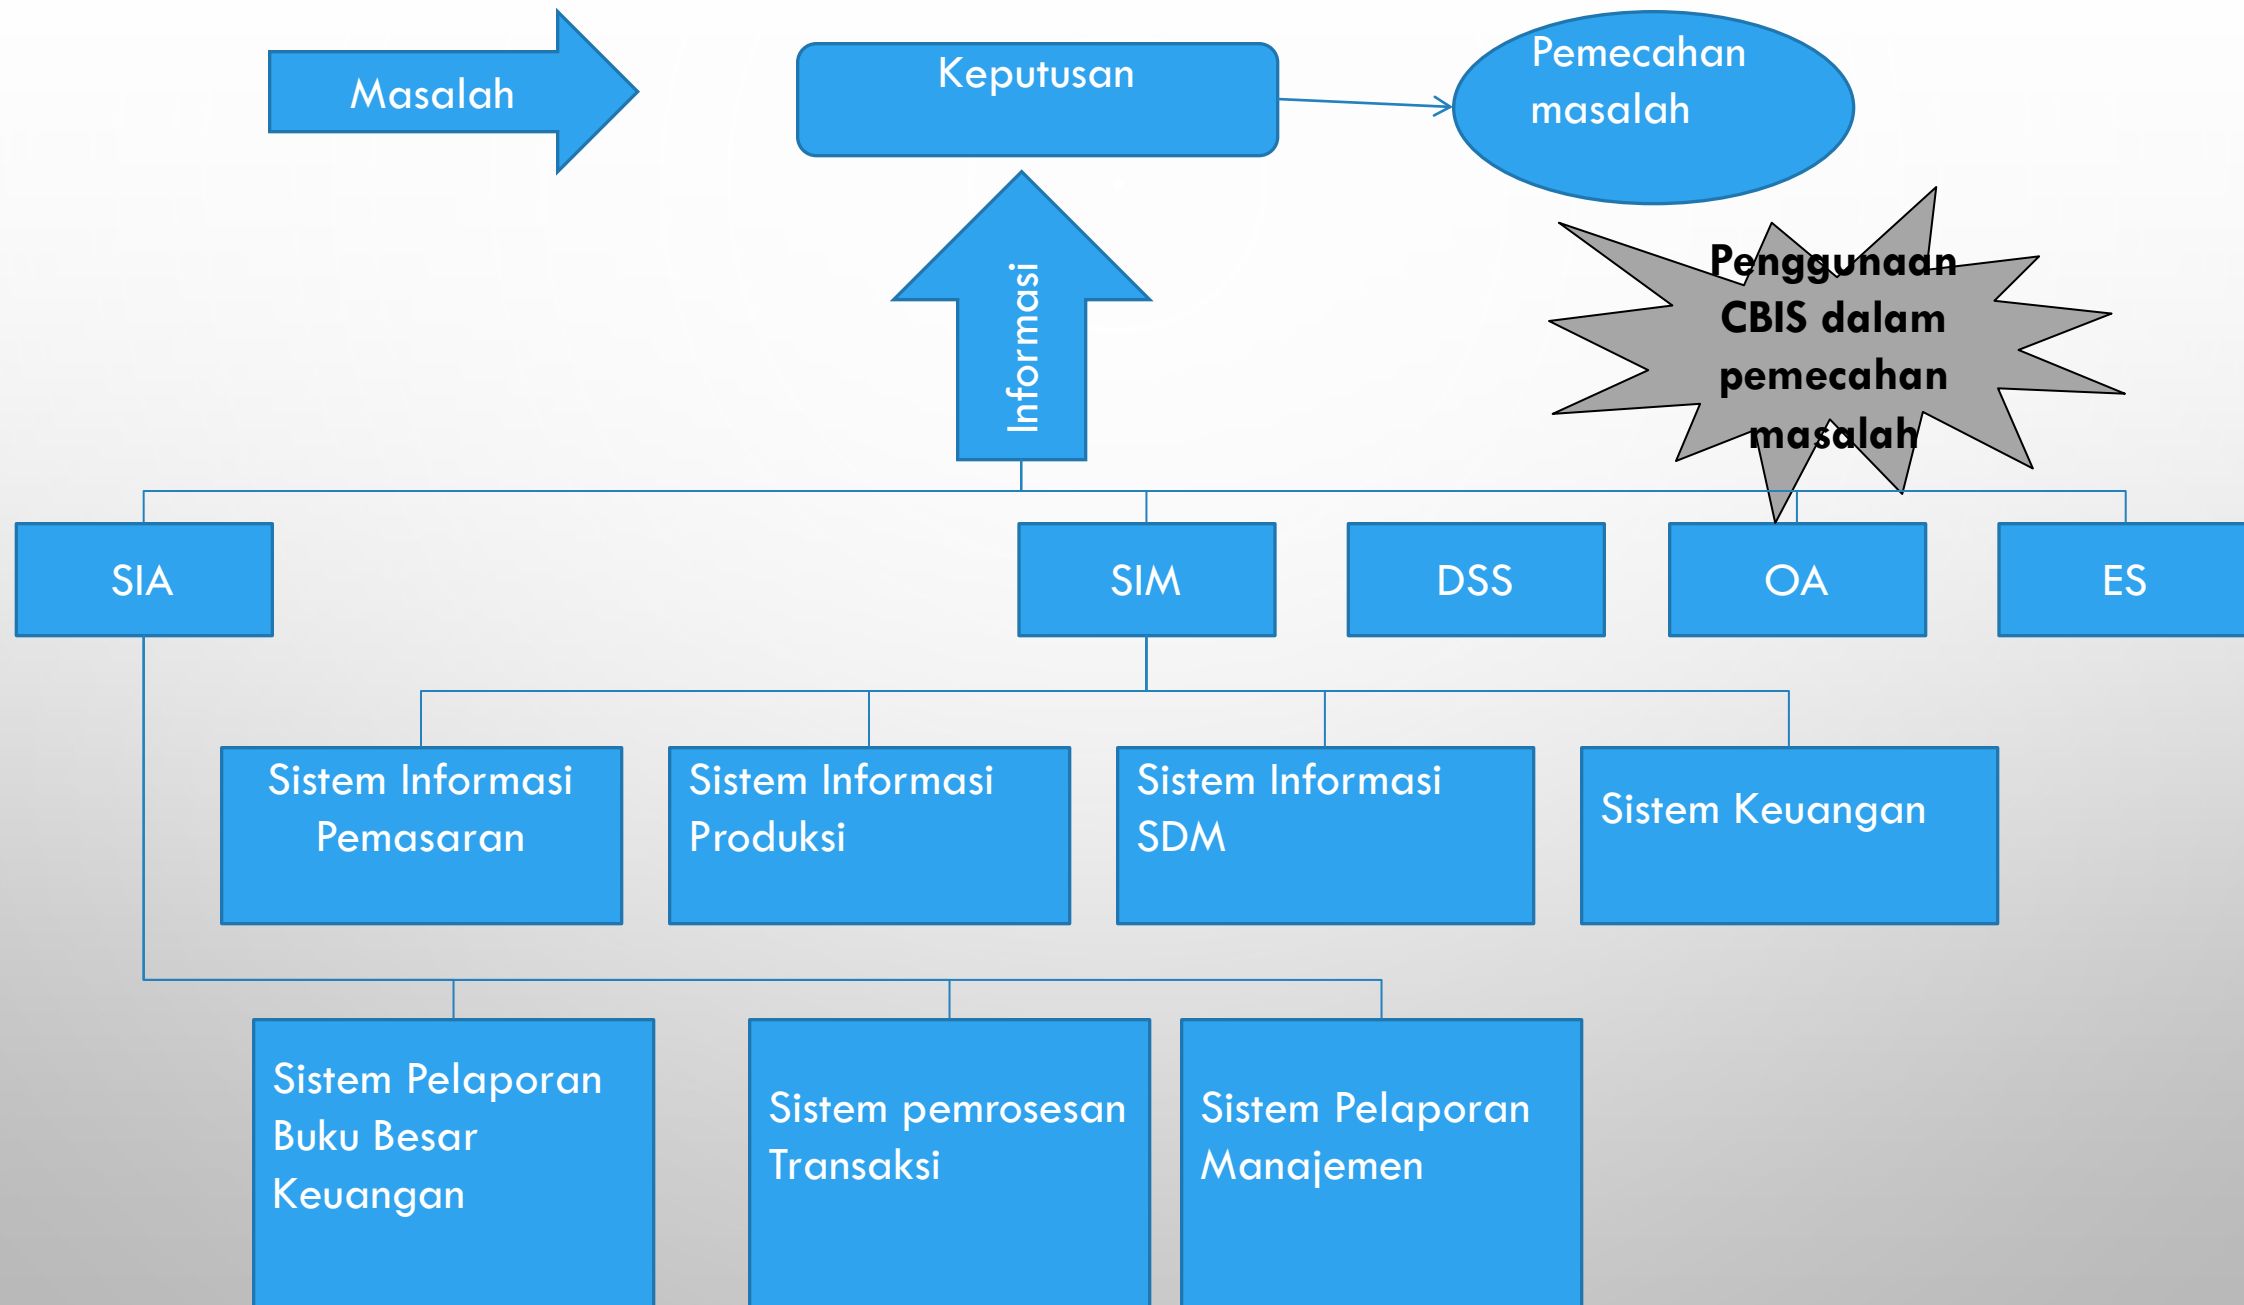 Masalah
Keputusan
Pemecahan
masalah
Informasi
Penggunaan
CBIS dalam
pemecahan
masalah
SIA
SIM
DSS
OA
ES
Sistem Informasi
Pemasaran
Sistem Informasi
Produksi
Sistem Informasi
SDM
Sistem Keuangan
Sistem Pelaporan
Buku Besar
Keuangan
Sistem pemrosesan
Transaksi
Sistem Pelaporan
Manajemen